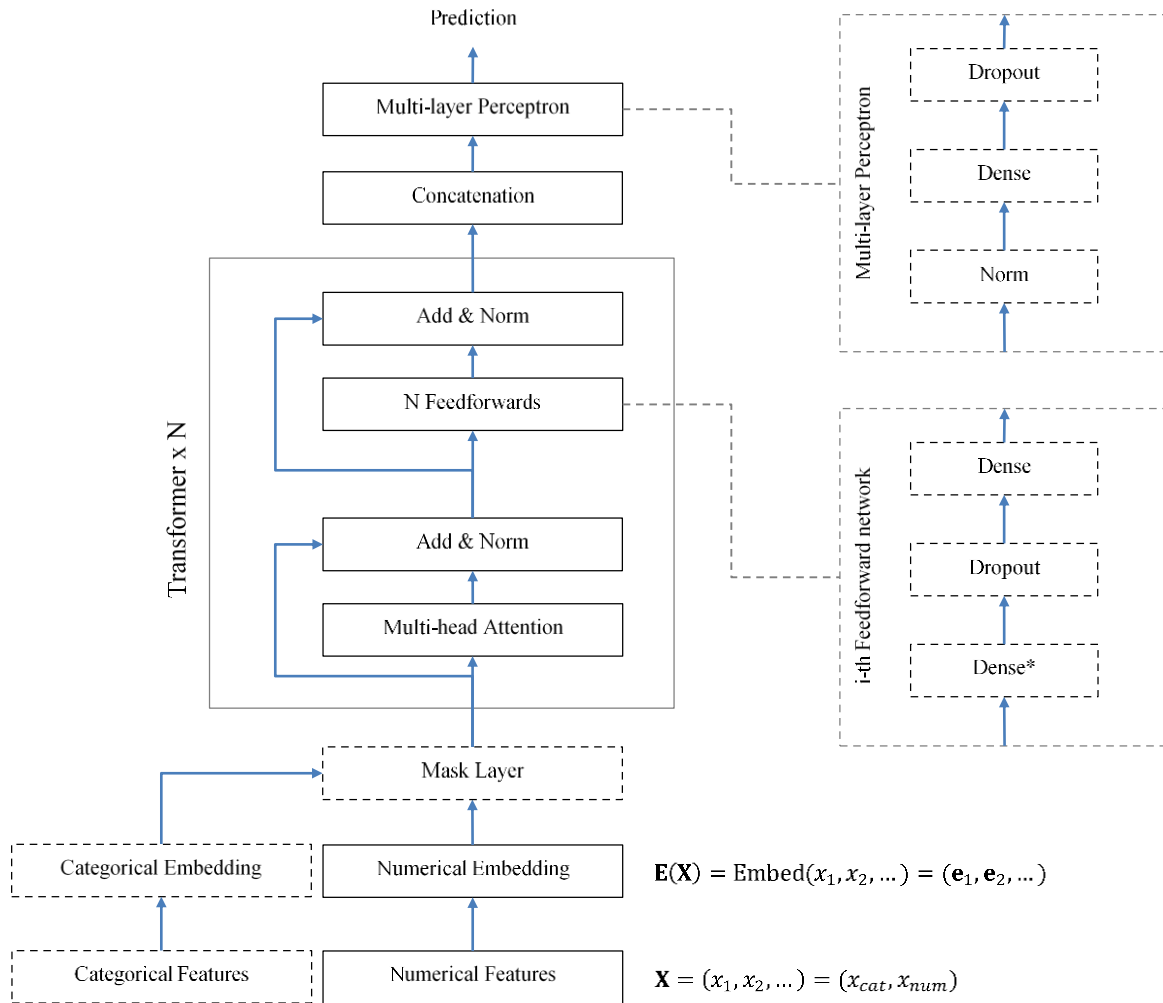 Prediction
Multi-layer Perceptron
Concatenation
Add & Norm
N Feedforwards
Add & Norm
Multi-head Attention
Transformer x N
Mask Layer
Categorical Embedding
Numerical Embedding
E(X) = Embed(x₁, x₂, …) = (e₁, e₂, …)
Categorical Features
Numerical Features
X = (x₁, x₂, …) = (x_cat, x_num)
Multi-layer Perceptron
Dropout
Dense
Norm
i-th Feedforward network
Dense
Dropout
Dense*